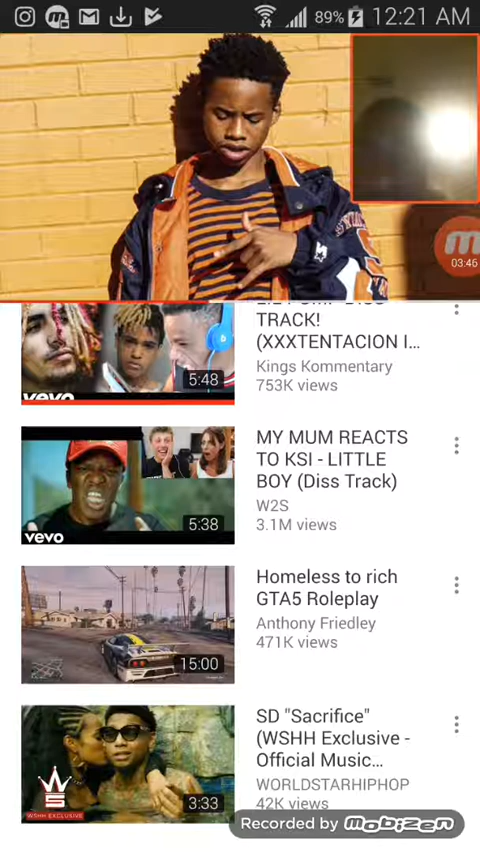 89% 12:21 AM
03:46
TRACK!
(XXXTENTACION I...
Kings Kommentary
753K views
5:48
vevo
MY MUM REACTS
TO KSI - LITTLE
BOY (Diss Track)
W2S
3.1M views
5:38
vevo
Homeless to rich
GTA5 Roleplay
Anthony Friedley
471K views
15:00
SD "Sacrifice"
(WSHH Exclusive -
Official Music...
WORLDSTARHIPHOP
42K views
3:33
WSHH EXCLUSIVE
Recorded by mobizen